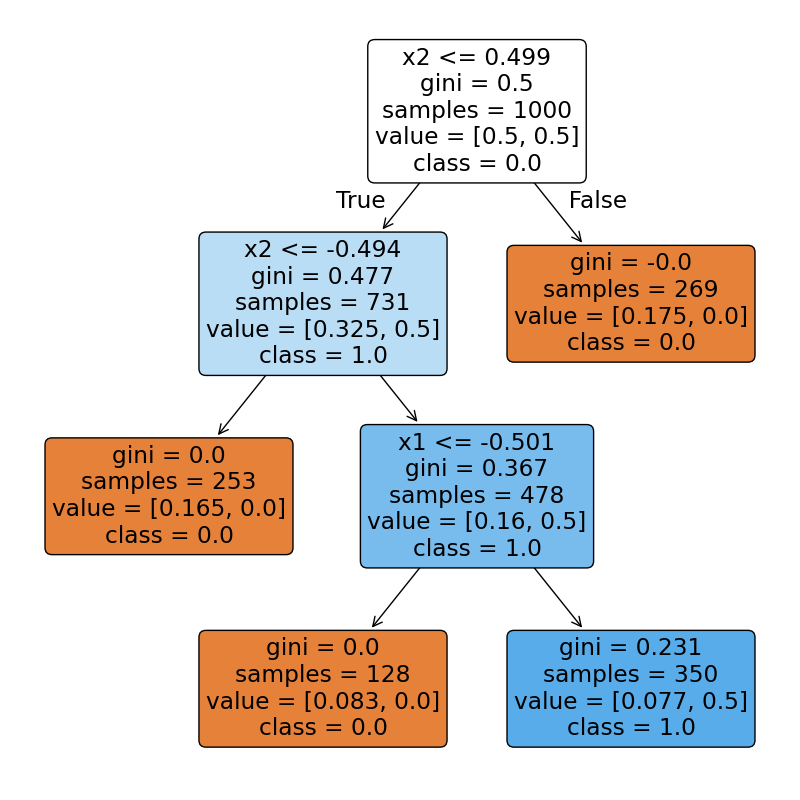 x2 <= 0.499
gini = 0.5
samples = 1000
value = [0.5, 0.5]
class = 0.0
True
False
x2 <= -0.494
gini = 0.477
samples = 731
value = [0.325, 0.5]
class = 1.0
gini = -0.0
samples = 269
value = [0.175, 0.0]
class = 0.0
gini = 0.0
samples = 253
value = [0.165, 0.0]
class = 0.0
x1 <= -0.501
gini = 0.367
samples = 478
value = [0.16, 0.5]
class = 1.0
gini = 0.0
samples = 128
value = [0.083, 0.0]
class = 0.0
gini = 0.231
samples = 350
value = [0.077, 0.5]
class = 1.0